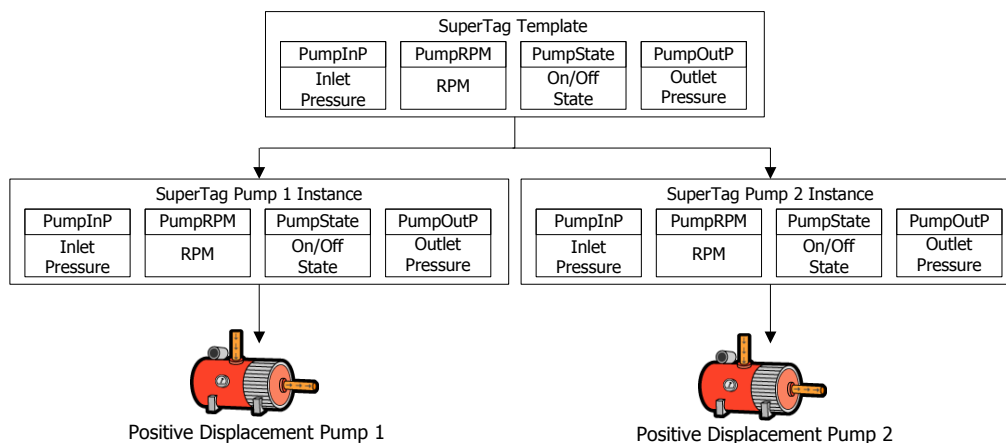 SuperTag Template
PumpInP PumpRPM PumpState PumpOutP
Inlet Pressure
RPM
On/Off State
Outlet Pressure
SuperTag Pump 1 Instance
PumpInP PumpRPM PumpState PumpOutP
Inlet Pressure
RPM
On/Off State
Outlet Pressure
SuperTag Pump 2 Instance
PumpInP PumpRPM PumpState PumpOutP
Inlet Pressure
RPM
On/Off State
Outlet Pressure
Positive Displacement Pump 1
Positive Displacement Pump 2